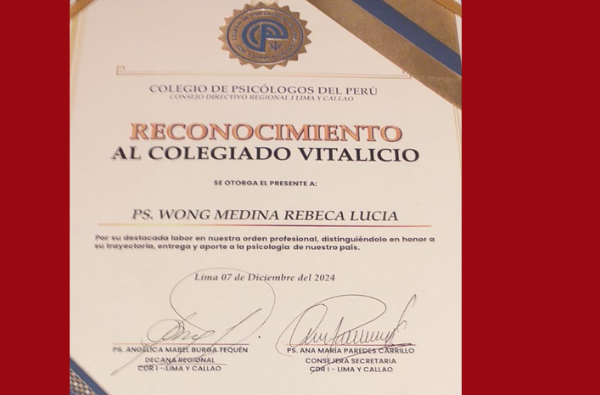 COLEGIO DE PSICÓLOGOS DEL PERÚ
CONSEJO DIRECTIVO REGIONAL I LIMA Y CALLAO
RECONOCIMIENTO
AL COLEGIADO VITALICIO
SE OTORGA EL PRESENTE A:
PS. WONG MEDINA REBECA LUCIA
Por su destacada labor en nuestra orden profesional, distinguiéndolo en honor a
su trayectoria, entrega y aporte a la psicología de nuestro país.
Lima 07 de Diciembre del 2024
PS. ANGÉLICA MABEL BURGA TEQUÉN
DECANA REGIONAL
CDR I - LIMA Y CALLAO
PS. ANA MARÍA PAREDES CARRILLO
CONSEJERA SECRETARIA
CDR I - LIMA Y CALLAO